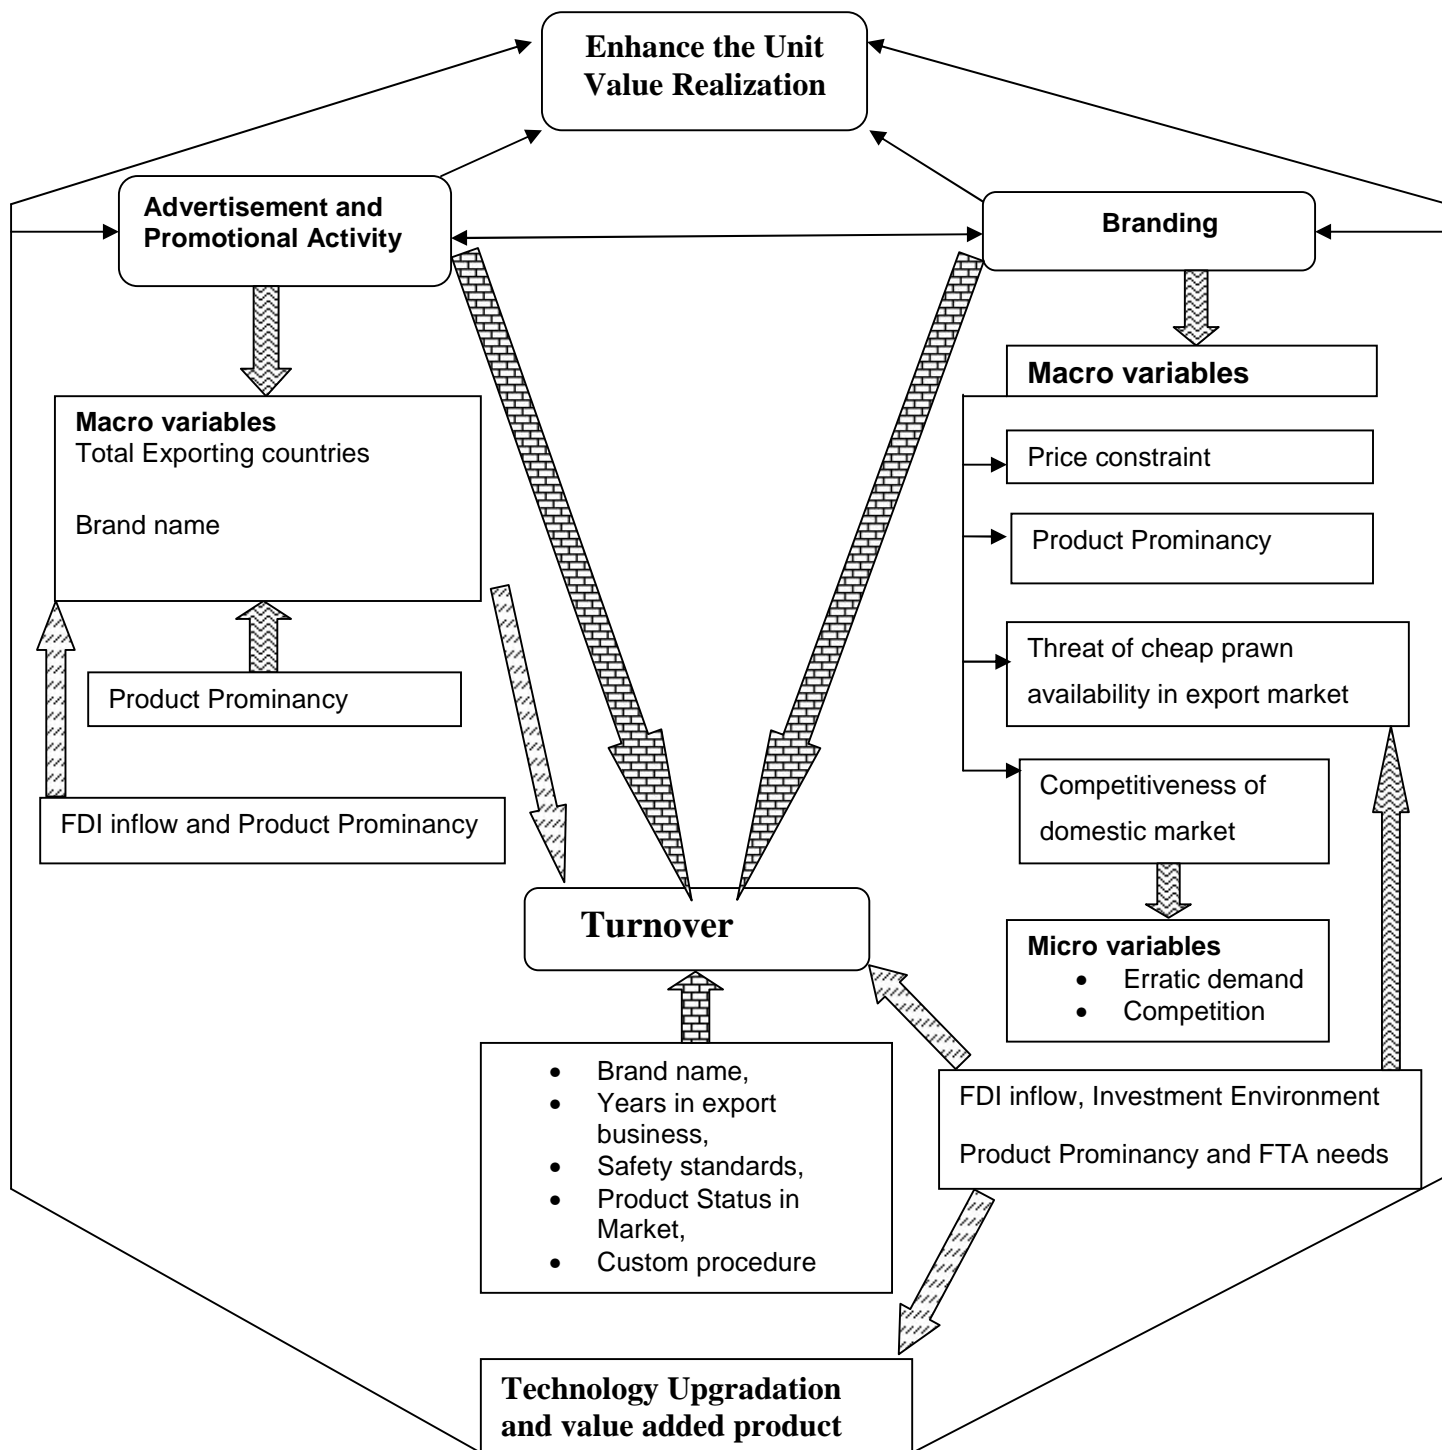 Enhance the Unit
Value Realization
Advertisement and
Promotional Activity
Branding
Macro variables
Total Exporting countries
Brand name
Macro variables
Price constraint
Product Prominancy
Threat of cheap prawn
availability in export market
Product Prominancy
Competitiveness of
domestic market
FDI inflow and Product Prominancy
Turnover
Micro variables
• Erratic demand
• Competition
• Brand name,
• Years in export
business,
• Safety standards,
• Product Status in
Market,
• Custom procedure
FDI inflow, Investment Environment
Product Prominancy and FTA needs
Technology Upgradation
and value added product